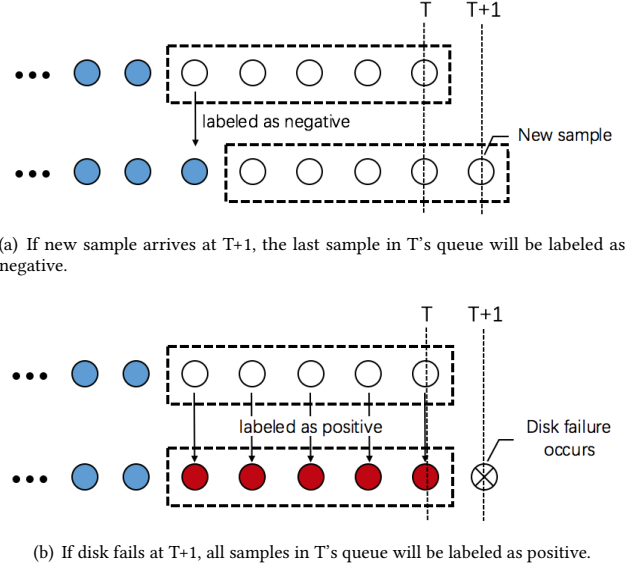 T
T+1
labeled as negative
New sample
(a) If new sample arrives at T+1, the last sample in T's queue will be labeled as
negative.
T
T+1
labeled as positive
Disk failure
occurs
(b) If disk fails at T+1, all samples in T's queue will be labeled as positive.